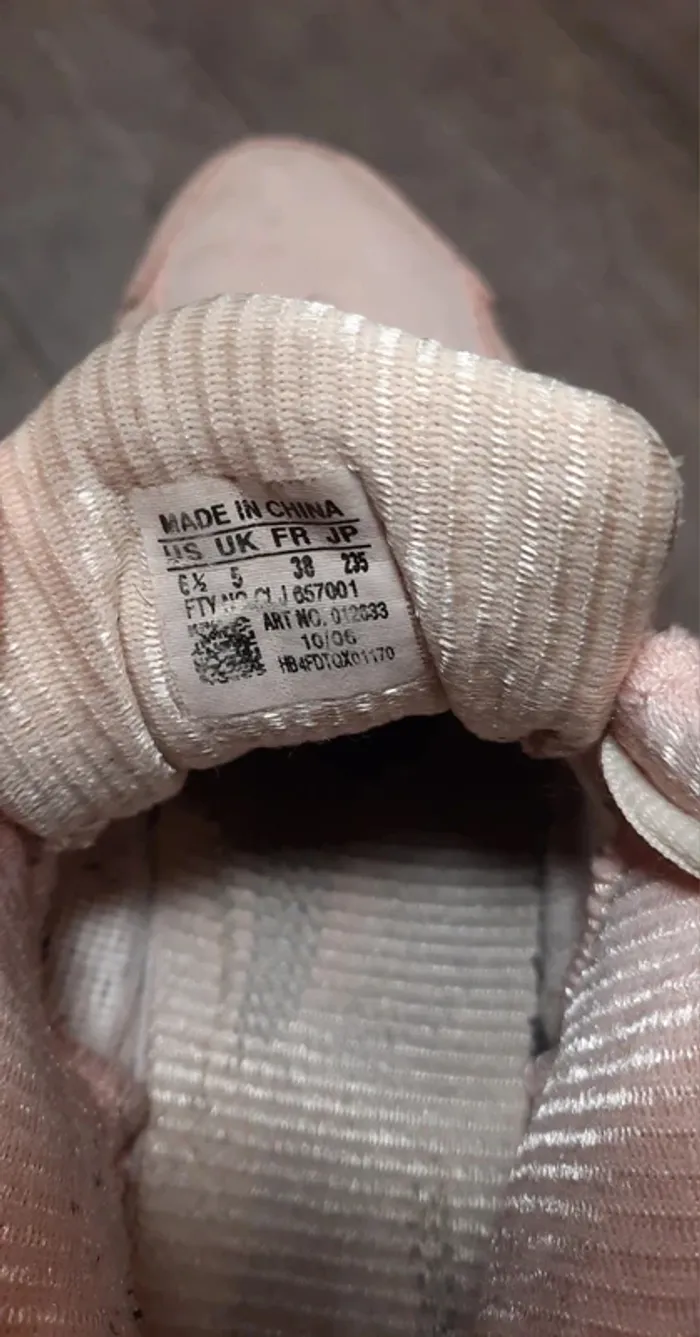 MADE IN CHINA
US UK FR JP
6½ 5 38 235
FTY NO. CLJ 657001
ART NO. 012633
10/06
HB4FDTQX01170